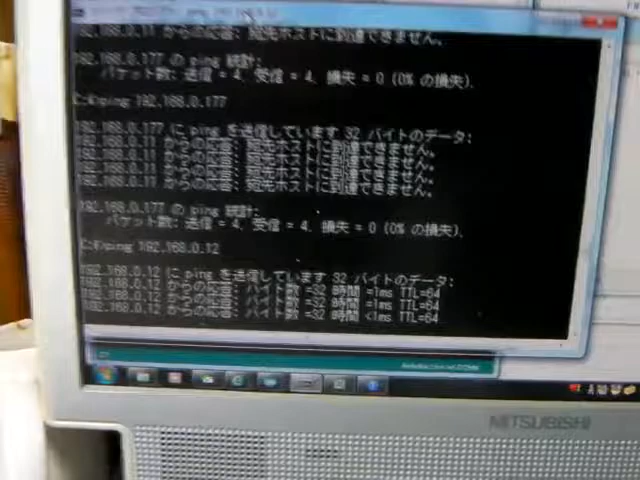 192.168.0.11 からの応答: 宛先ホストに到達できません。
192.168.0.177 の ping 統計:
パケット数: 送信 = 4、受信 = 4、損失 = 0 (0% の損失)、
C:\>ping 192.168.0.177
192.168.0.177 に ping を送信しています 32 バイトのデータ:
192.168.0.11 からの応答: 宛先ホストに到達できません。
192.168.0.11 からの応答: 宛先ホストに到達できません。
192.168.0.11 からの応答: 宛先ホストに到達できません。
192.168.0.11 からの応答: 宛先ホストに到達できません。
192.168.0.177 の ping 統計:
パケット数: 送信 = 4、受信 = 4、損失 = 0 (0% の損失)、
C:\>ping 192.168.0.12
192.168.0.12 に ping を送信しています 32 バイトのデータ:
192.168.0.12 からの応答: バイト数 =32 時間 =1ms TTL=64
192.168.0.12 からの応答: バイト数 =32 時間 =1ms TTL=64
192.168.0.12 からの応答: バイト数 =32 時間 <1ms TTL=64
MITSUBISHI